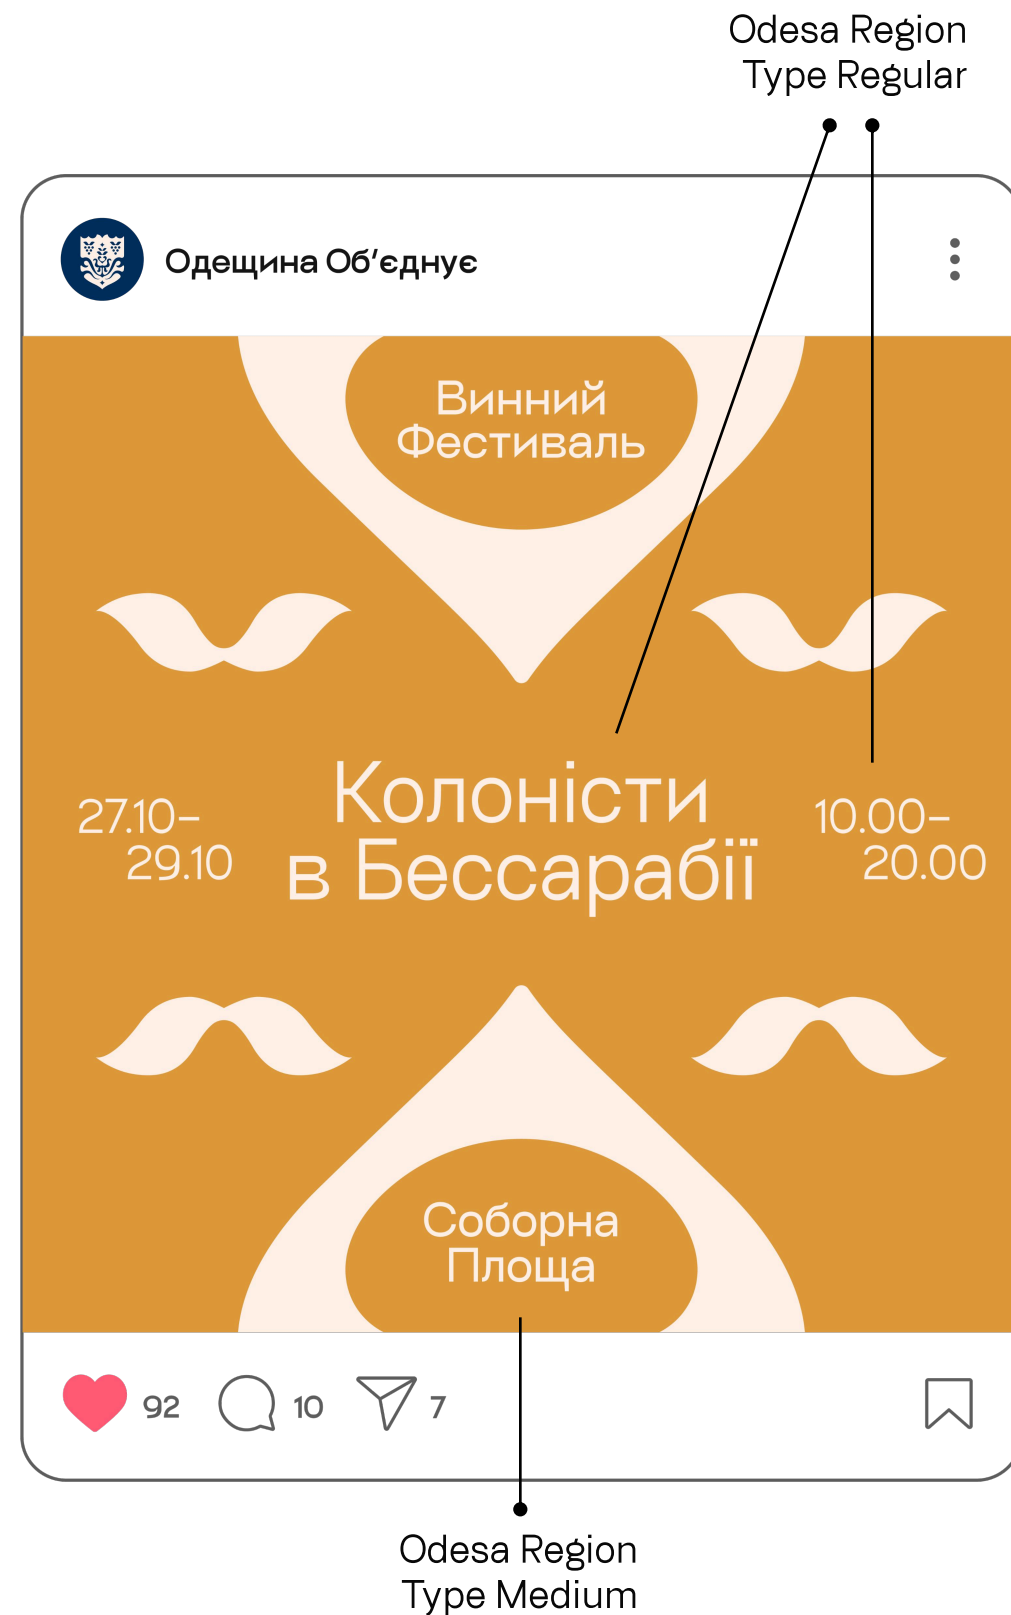 Odesa Region
Type Regular
Одещина Об’єднує
Винний
Фестиваль
27.10–
29.10
Колоністи
в Бессарабії
10.00–
20.00
Соборна
Площа
92 10 7
Odesa Region
Type Medium